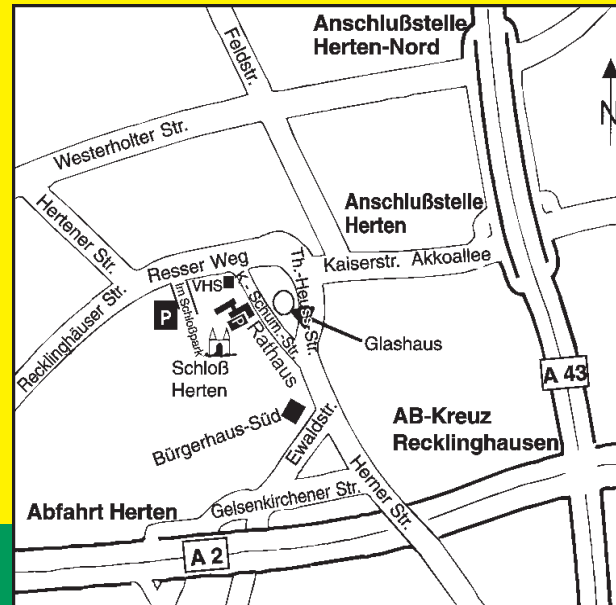 Anschlußstelle
Herten-Nord
Feldstr.
N
Westerholter Str.
Hertener Str.
Anschlußstelle
Herten
Resser Weg
Kaiserstr. Akkoallee
Th.-Heuss-Str.
VHS
K.-Schum.-Str.
Im Schloßpark
P
P
Rathaus
Recklinghäuser Str.
Glashaus
Schloß
Herten
A 43
Bürgerhaus-Süd
Ewaldstr.
AB-Kreuz
Recklinghausen
Herner Str.
Gelsenkirchener Str.
Abfahrt Herten
A 2